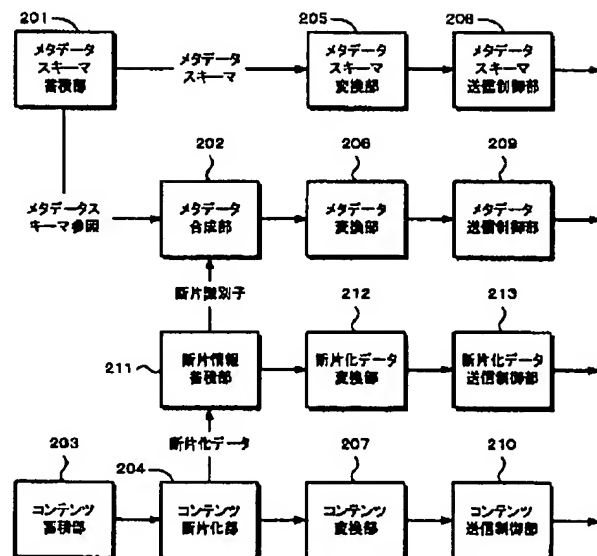 201
205
208
メタデータ
スキーマ
蓄積部
メタデータ
スキーマ
メタデータ
スキーマ
変換部
メタデータ
スキーマ
送信制御部
202
206
209
メタデータス
キーマ参照
メタデータ
合成部
メタデータ
変換部
メタデータ
送信制御部
断片識別子
212
213
211
断片情報
蓄積部
断片化データ
変換部
断片化データ
送信制御部
断片化データ
203
204
207
210
コンテンツ
蓄積部
コンテンツ
断片化部
コンテンツ
変換部
コンテンツ
送信制御部